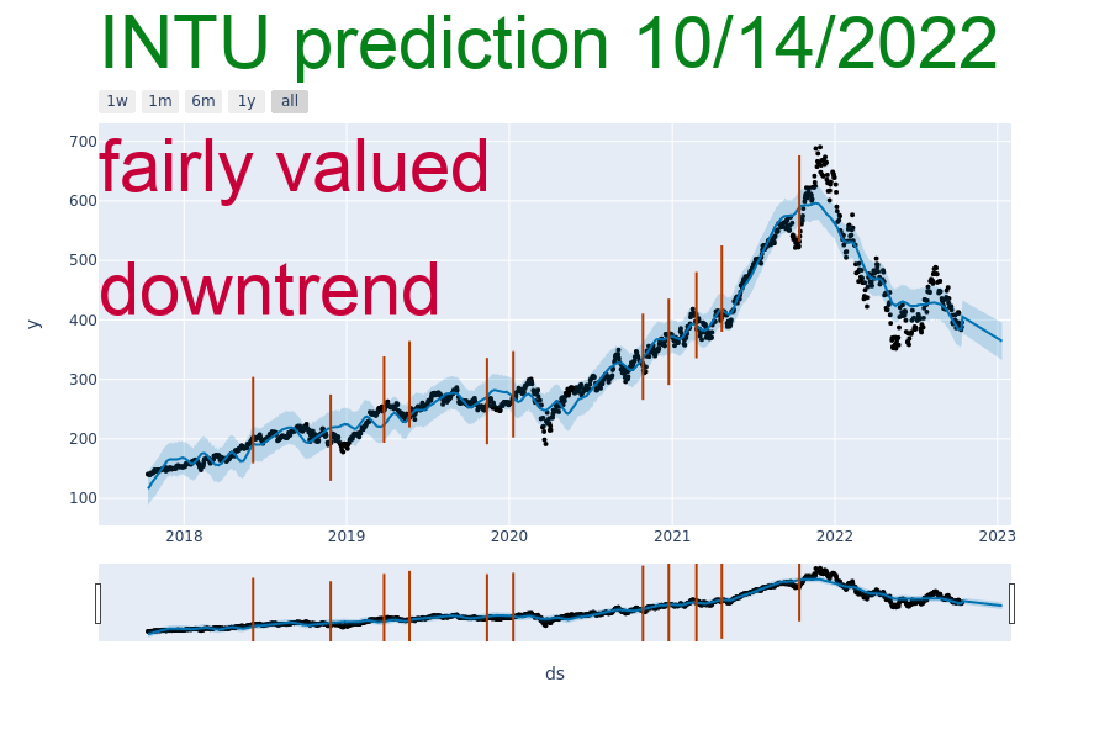 INTU prediction 10/14/2022
1w 1m 6m 1y all
700
fairly valued
600
500
downtrend
400
y
300
200
100
2018 2019 2020 2021 2022 2023
ds